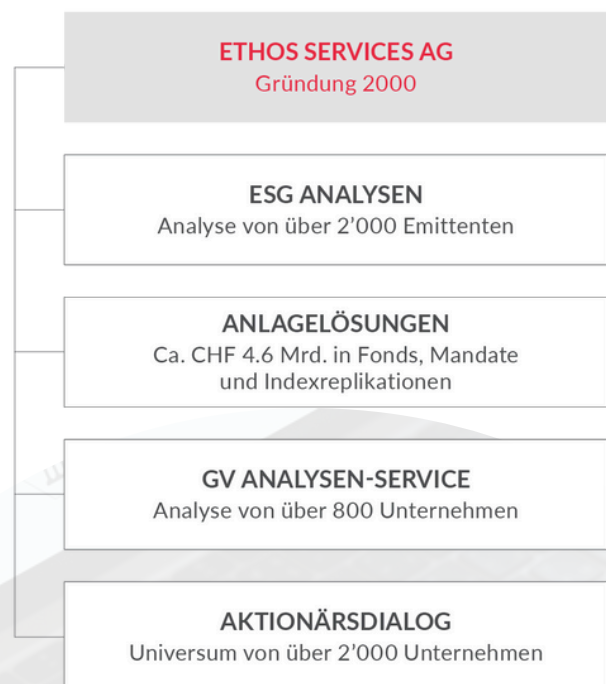 ETHOS SERVICES AG
Gründung 2000
ESG ANALYSEN
Analyse von über 2’000 Emittenten
ANLAGELÖSUNGEN
Ca. CHF 4.6 Mrd. in Fonds, Mandate
und Indexreplikationen
GV ANALYSEN-SERVICE
Analyse von über 800 Unternehmen
AKTIONÄRSDIALOG
Universum von über 2’000 Unternehmen